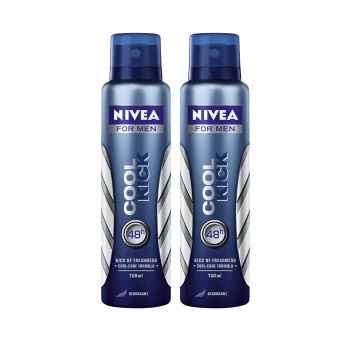 NIVEA
FOR MEN
COOL
KICK
48h
KICK OF FRESHNESS
COOL-CARE FORMULA
150ml
DEODORANT
NIVEA
FOR MEN
COOL
KICK
48h
KICK OF FRESHNESS
COOL-CARE FORMULA
150ml
DEODORANT